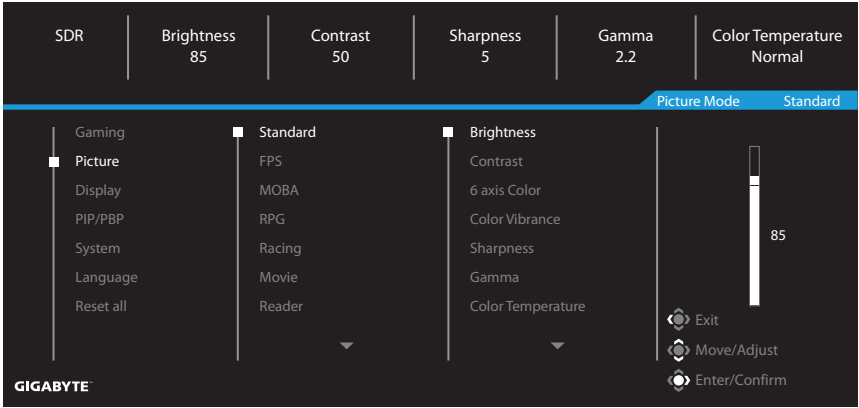 SDR Brightness Contrast Sharpness Gamma Color Temperature
85 50 5 2.2 Normal
Picture Mode Standard
Gaming Standard Brightness
Picture FPS Contrast
Display MOBA 6 axis Color
PIP/PBP RPG Color Vibrance
System Racing Sharpness
Language Movie Gamma
Reset all Reader Color Temperature
85
Exit
Move/Adjust
Enter/Confirm
GIGABYTE™